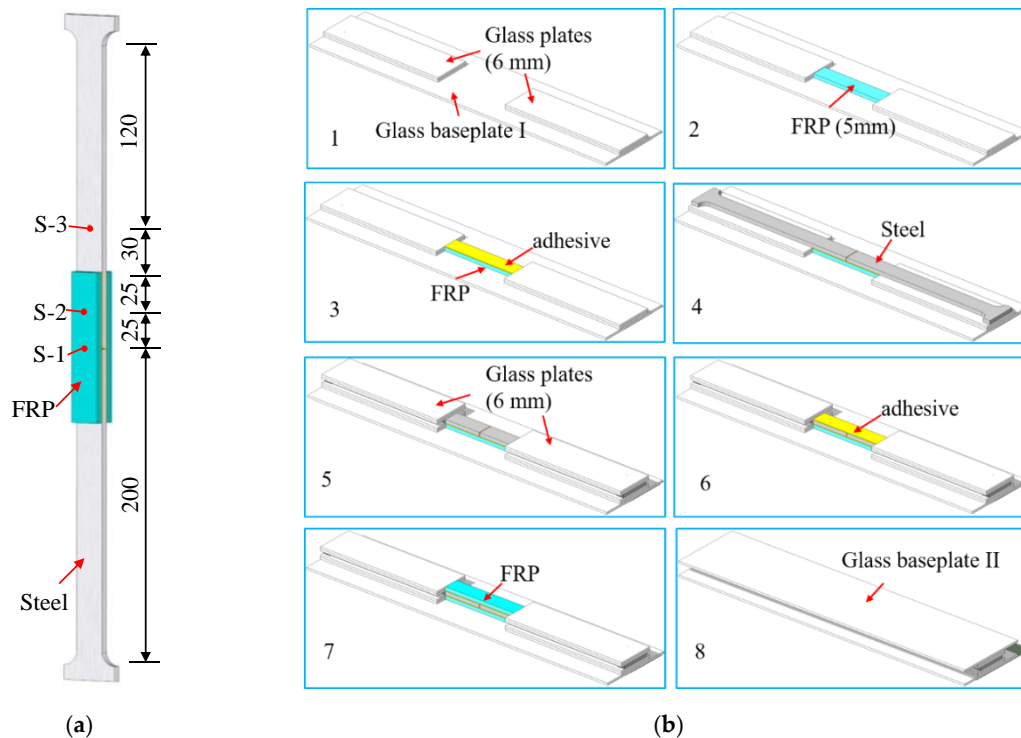 120
S-3
30
25
S-2
25
S-1
FRP
200
Steel
(a)
Glass plates
(6 mm)
Glass baseplate I
1
FRP (5mm)
2
adhesive
FRP
3
Steel
4
Glass plates
(6 mm)
5
adhesive
6
FRP
7
Glass baseplate II
8
(b)